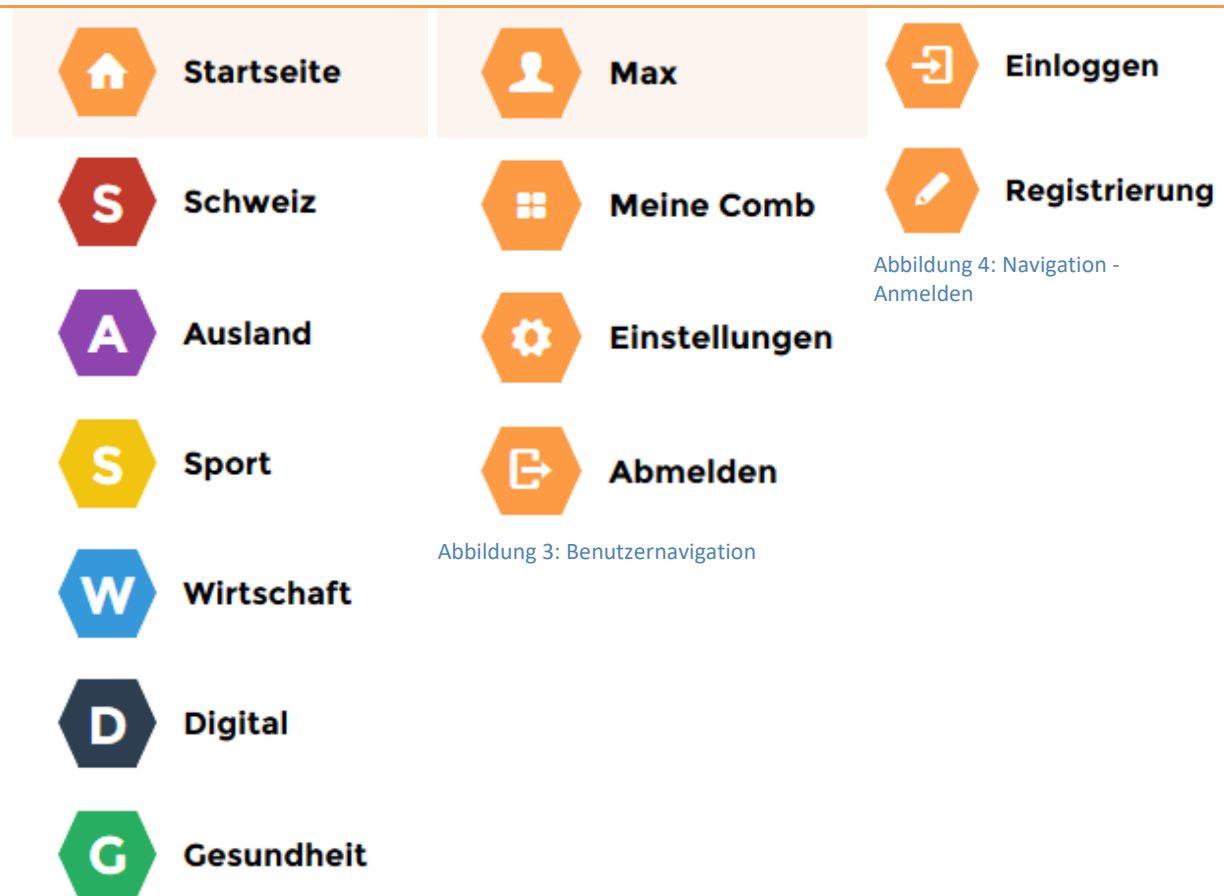 Startseite
S Schweiz
A Ausland
S Sport
W Wirtschaft
D Digital
G Gesundheit
Max
Meine Comb
Einstellungen
Abmelden
Abbildung 3: Benutzernavigation
Einloggen
Registrierung
Abbildung 4: Navigation -
Anmelden